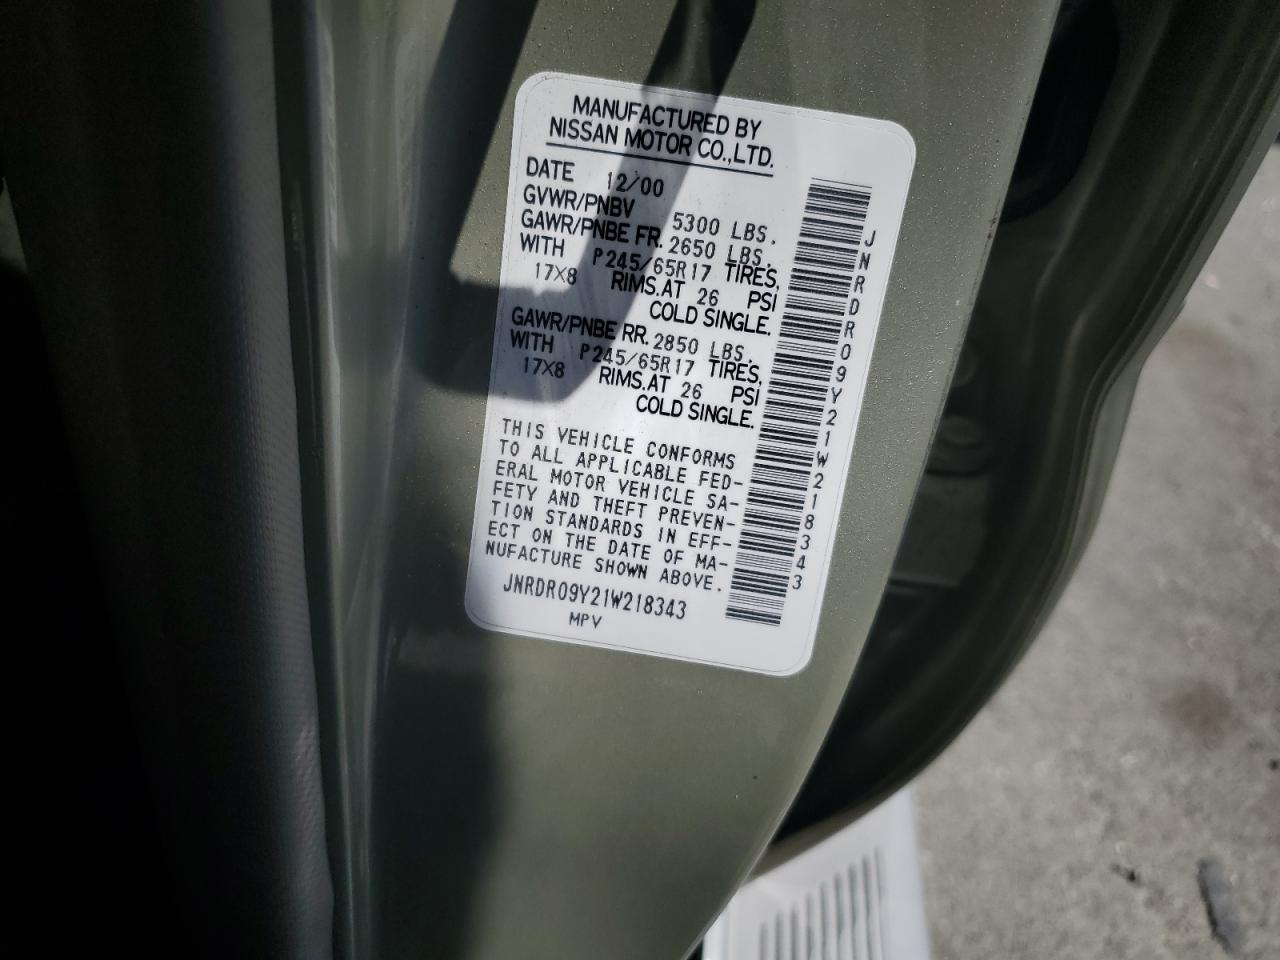 MANUFACTURED BY
NISSAN MOTOR CO.,LTD.
DATE 12/00
GVWR/PNBV 5300 LBS.
GAWR/PNBE FR. 2650 LBS.
WITH P245/65R17 TIRES,
17X8 RIMS.AT 26 PSI
COLD SINGLE.
GAWR/PNBE RR. 2850 LBS.
WITH P245/65R17 TIRES,
17X8 RIMS.AT 26 PSI
COLD SINGLE.
THIS VEHICLE CONFORMS
TO ALL APPLICABLE FED-
ERAL MOTOR VEHICLE SA-
FETY AND THEFT PREVEN-
TION STANDARDS IN EFF-
ECT ON THE DATE OF MA-
NUFACTURE SHOWN ABOVE.
JNRDR09Y21W218343
MPV
JNRDR09Y21W218343